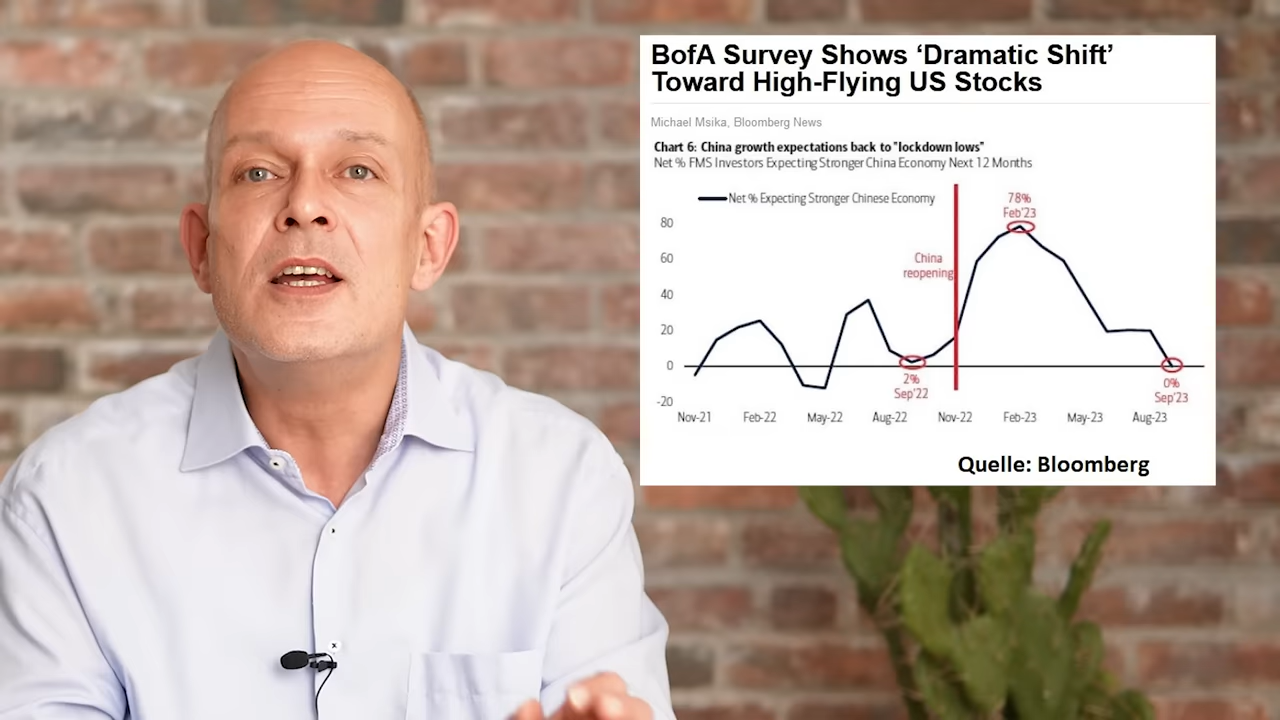 BofA Survey Shows ‘Dramatic Shift’
Toward High-Flying US Stocks
Michael Msika, Bloomberg News
Chart 6: China growth expectations back to "lockdown lows"
Net % FMS Investors Expecting Stronger China Economy Next 12 Months
Net % Expecting Stronger Chinese Economy
78%
Feb'23
80
60
China
reopening
40
20
0
2%
Sep'22
0%
Sep'23
-20
Nov-21 Feb-22 May-22 Aug-22 Nov-22 Feb-23 May-23 Aug-23
Quelle: Bloomberg